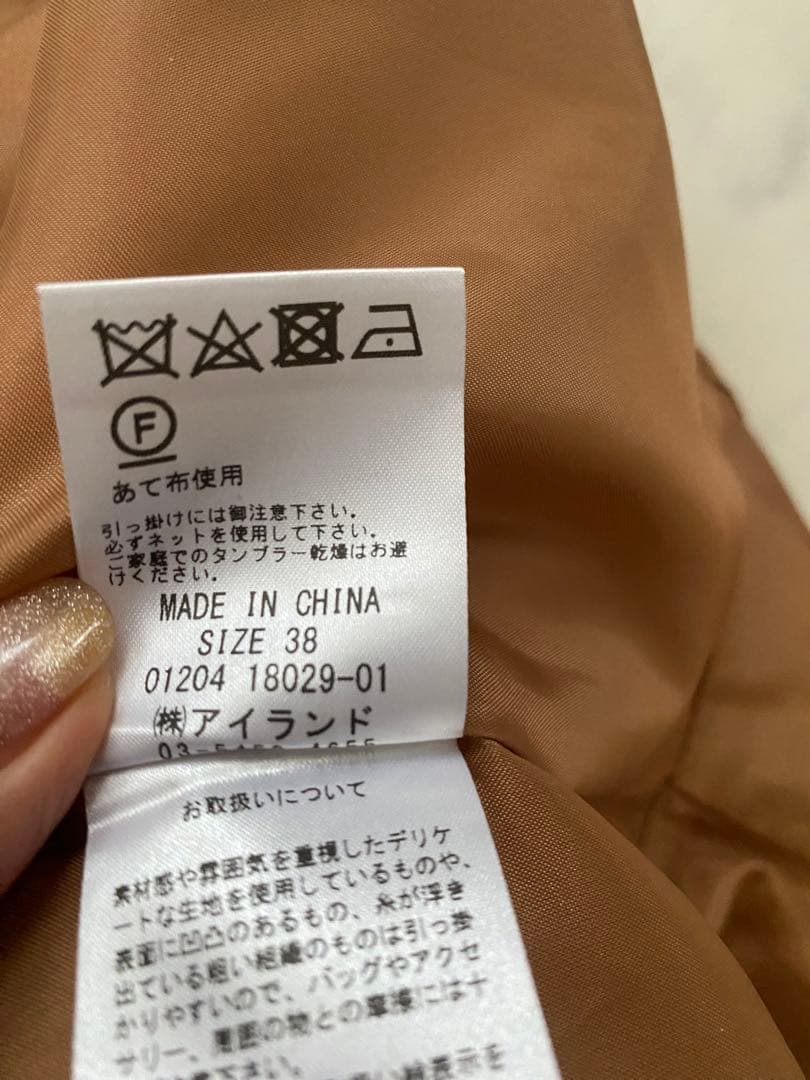 F
あて布使用
引っ掛けには御注意下さい。
必ずネットを使用して下さい。
ご家庭でのタンブラー乾燥はお避
けください。
MADE IN CHINA
SIZE 38
01204 18029-01
㈱アイランド
03-
お取扱いについて
素材感や雰囲気を重視したデリケ
ートな生地を使用しているものや、
表面に凹凸のあるもの、糸が浮き
出ている粗い組織のものは引っ掛
かりやすいので、バッグやアクセ
サリー、周囲の物との摩擦には十
下さい。
表示を